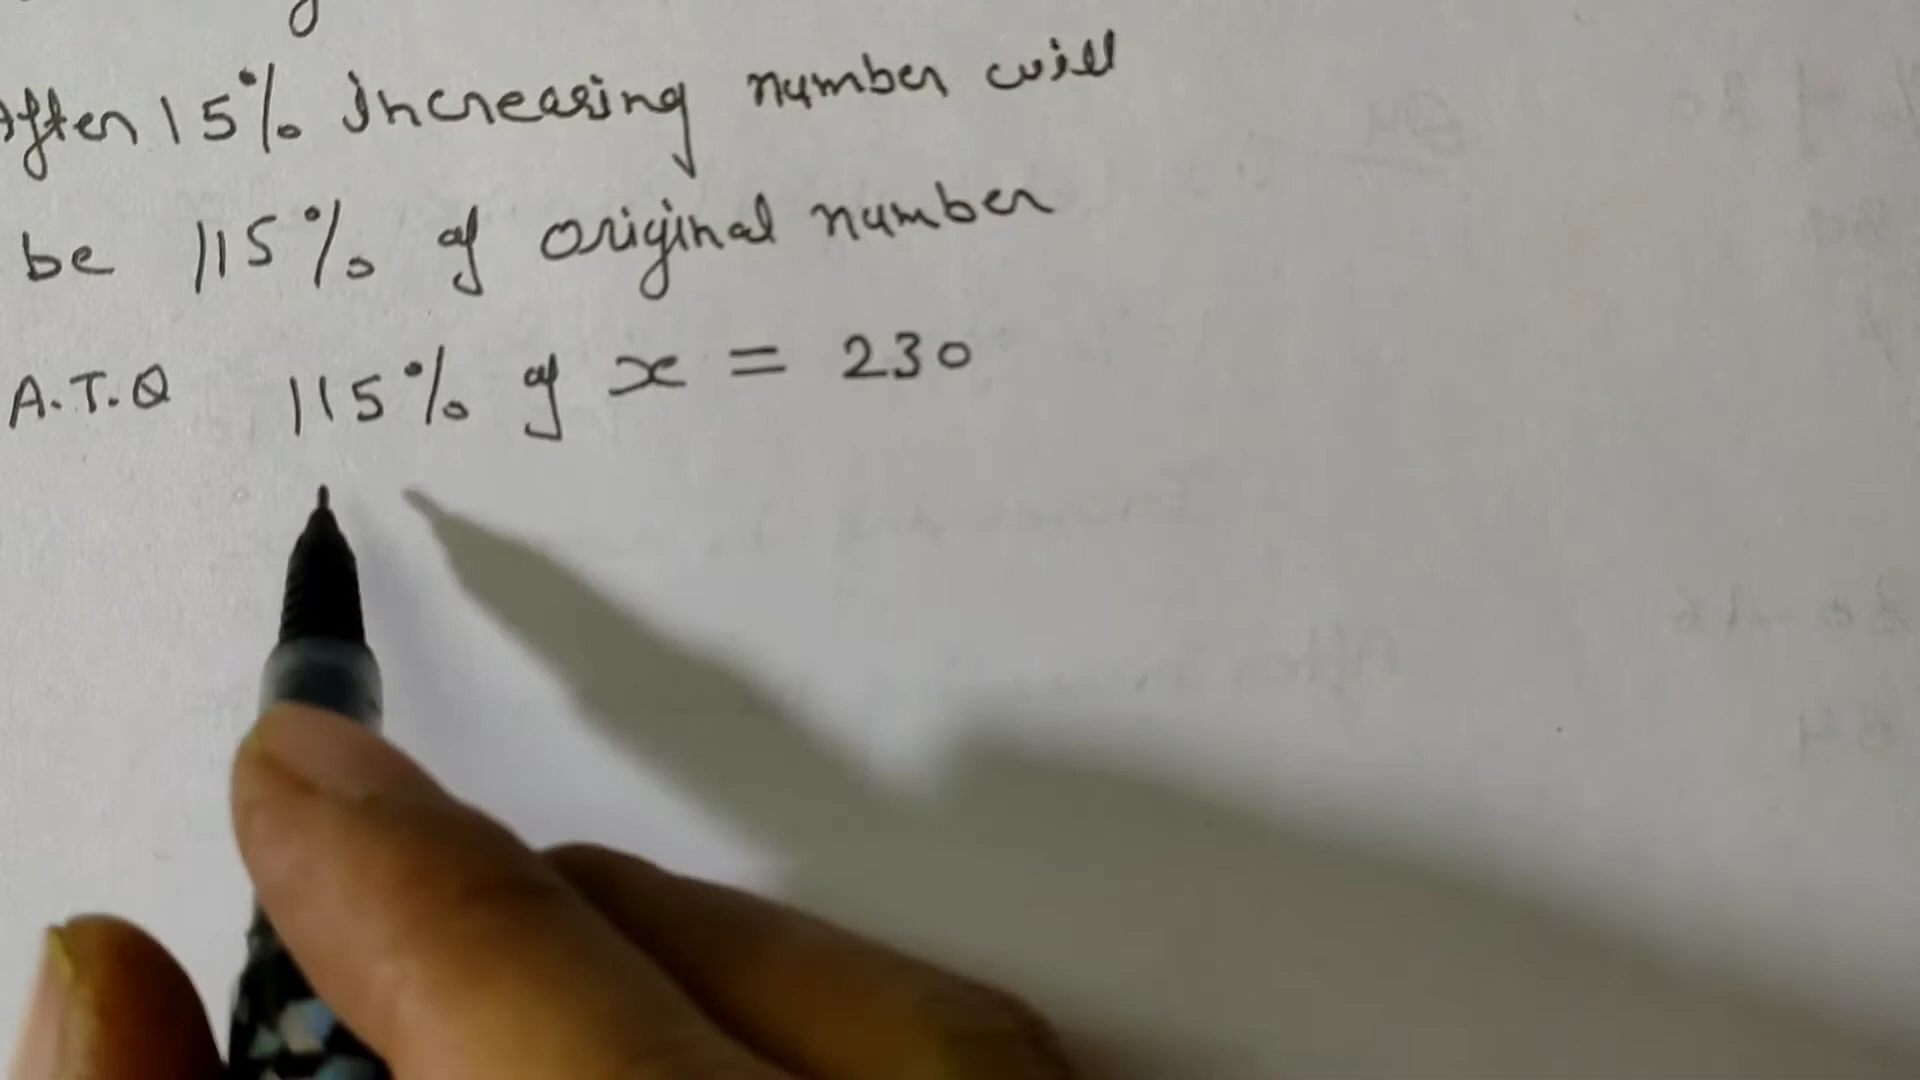 After 15% increasing number will
be 115% of original number
A.T.Q 115% of x = 230